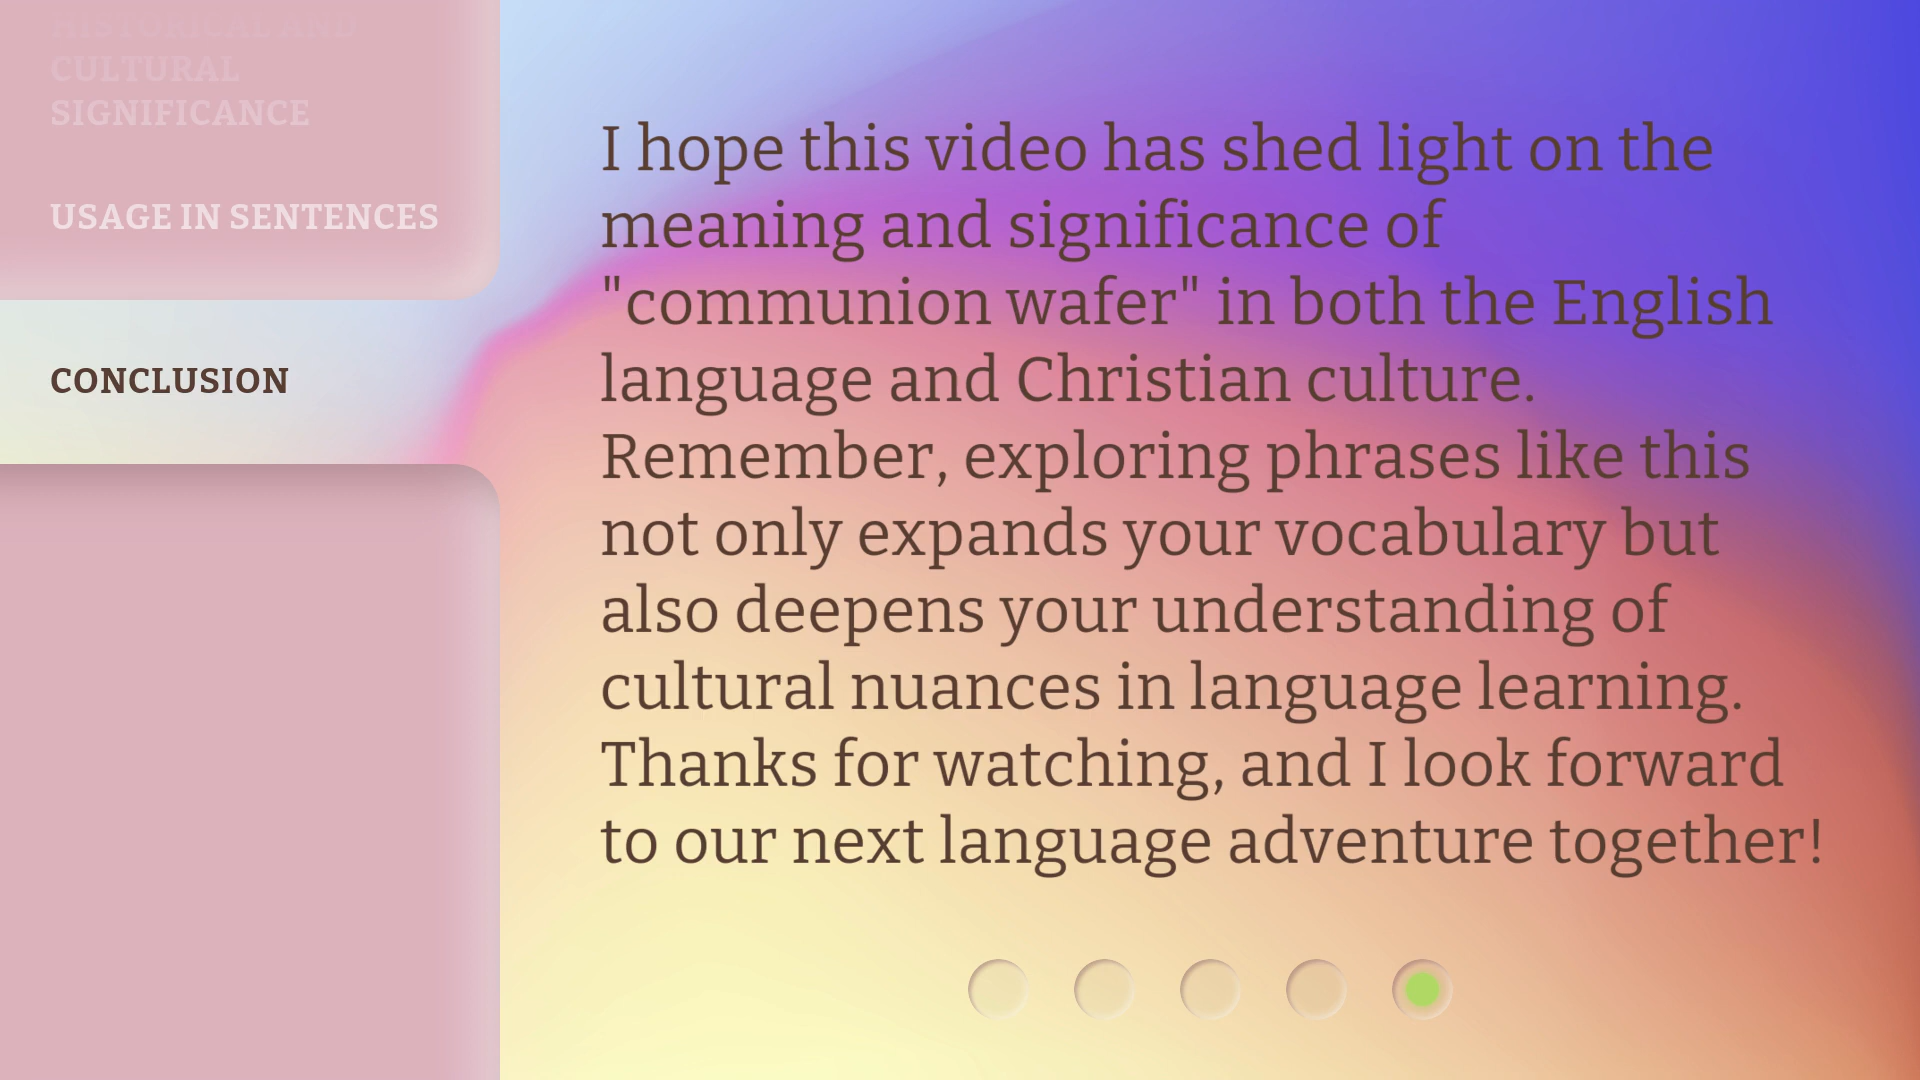 HISTORICAL AND
CULTURAL
SIGNIFICANCE
USAGE IN SENTENCES
CONCLUSION
I hope this video has shed light on the
meaning and significance of
"communion wafer" in both the English
language and Christian culture.
Remember, exploring phrases like this
not only expands your vocabulary but
also deepens your understanding of
cultural nuances in language learning.
Thanks for watching, and I look forward
to our next language adventure together!